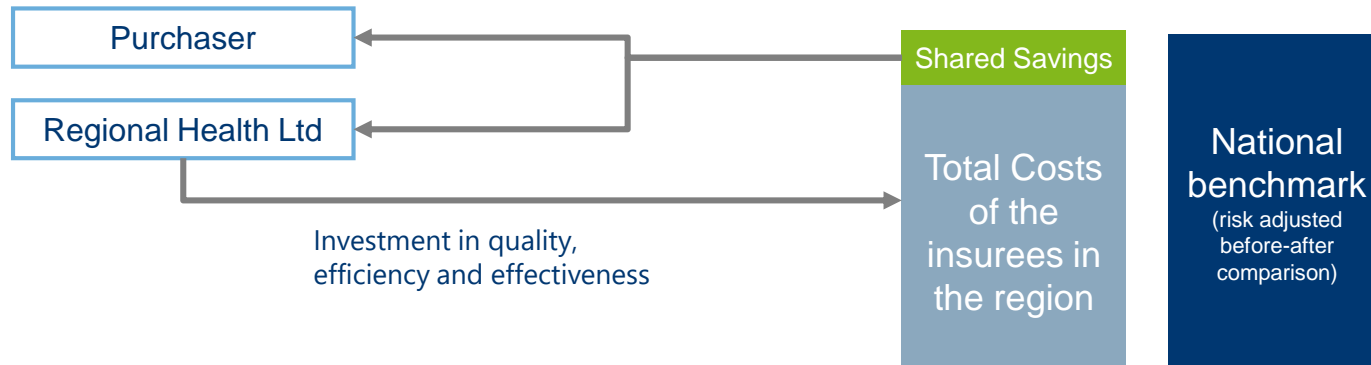 Purchaser
Regional Health Ltd
Investment in quality,
efficiency and effectiveness
Shared Savings
Total Costs
of the
insurees in
the region
National
benchmark
(risk adjusted
before-after
comparison)